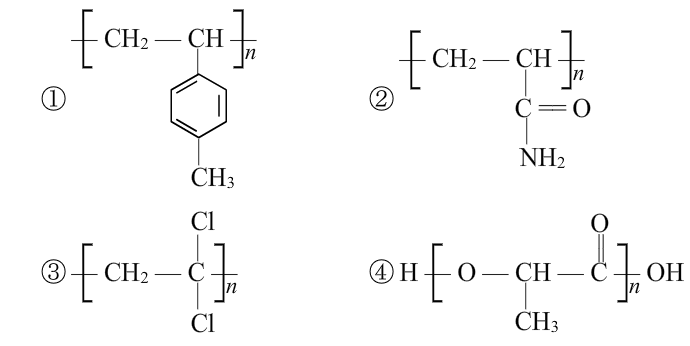 ① [ CH₂ — CH ]n
CH₃
② [ CH₂ — CH ]n
C ═ O
NH₂
③ [ CH₂ — C ]n
Cl
Cl
④ H [ O — CH — C ]n OH
O
CH₃